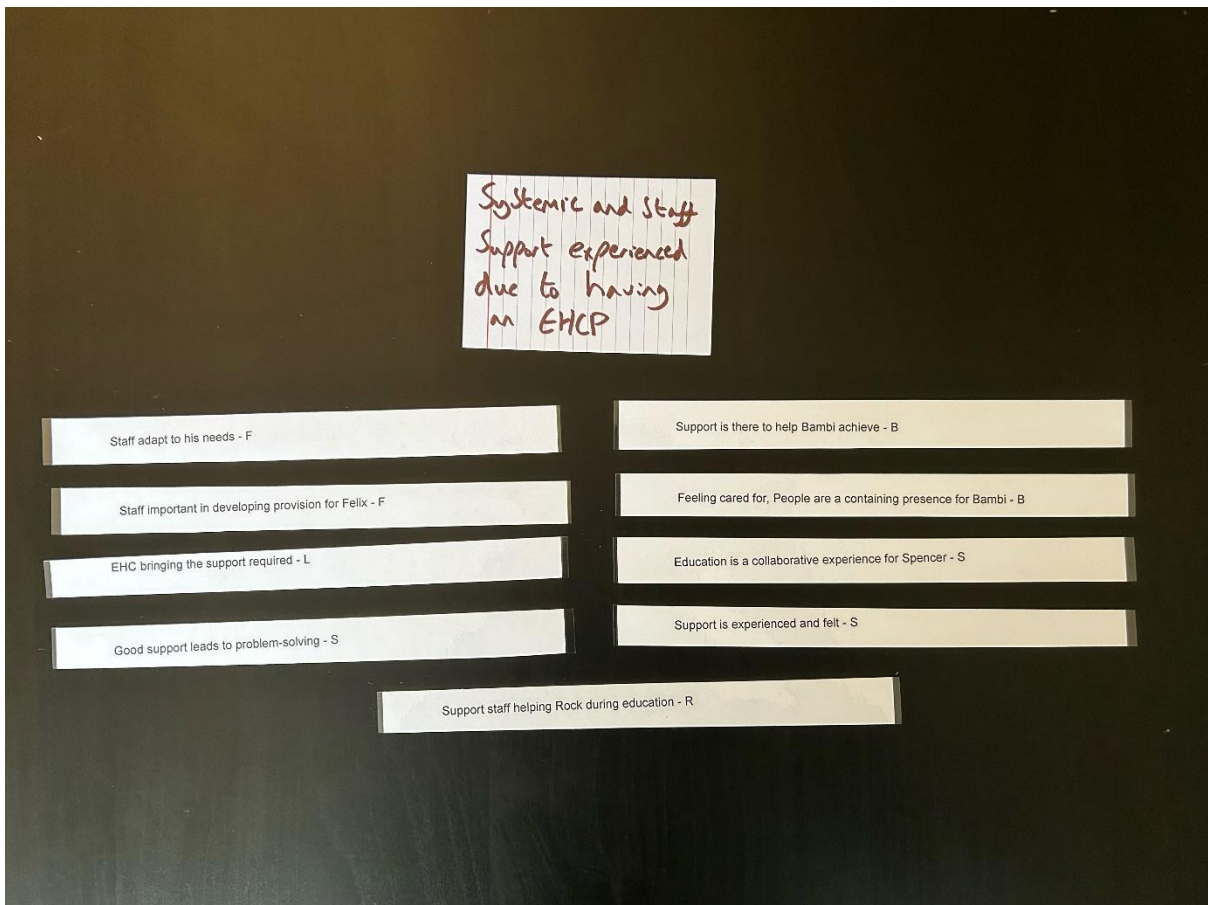 Systemic and Staff
Support experienced
due to having
an EHCP
Staff adapt to his needs - F
Support is there to help Bambi achieve - B
Staff important in developing provision for Felix - F
Feeling cared for, People are a containing presence for Bambi - B
EHC bringing the support required - L
Education is a collaborative experience for Spencer - S
Good support leads to problem-solving - S
Support is experienced and felt - S
Support staff helping Rock during education - R